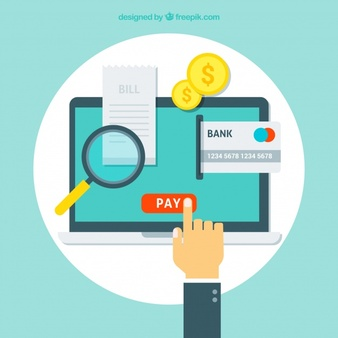 designed by freepik.com
BILL
$
$
BANK
1234 5678 1234 5678
PAY